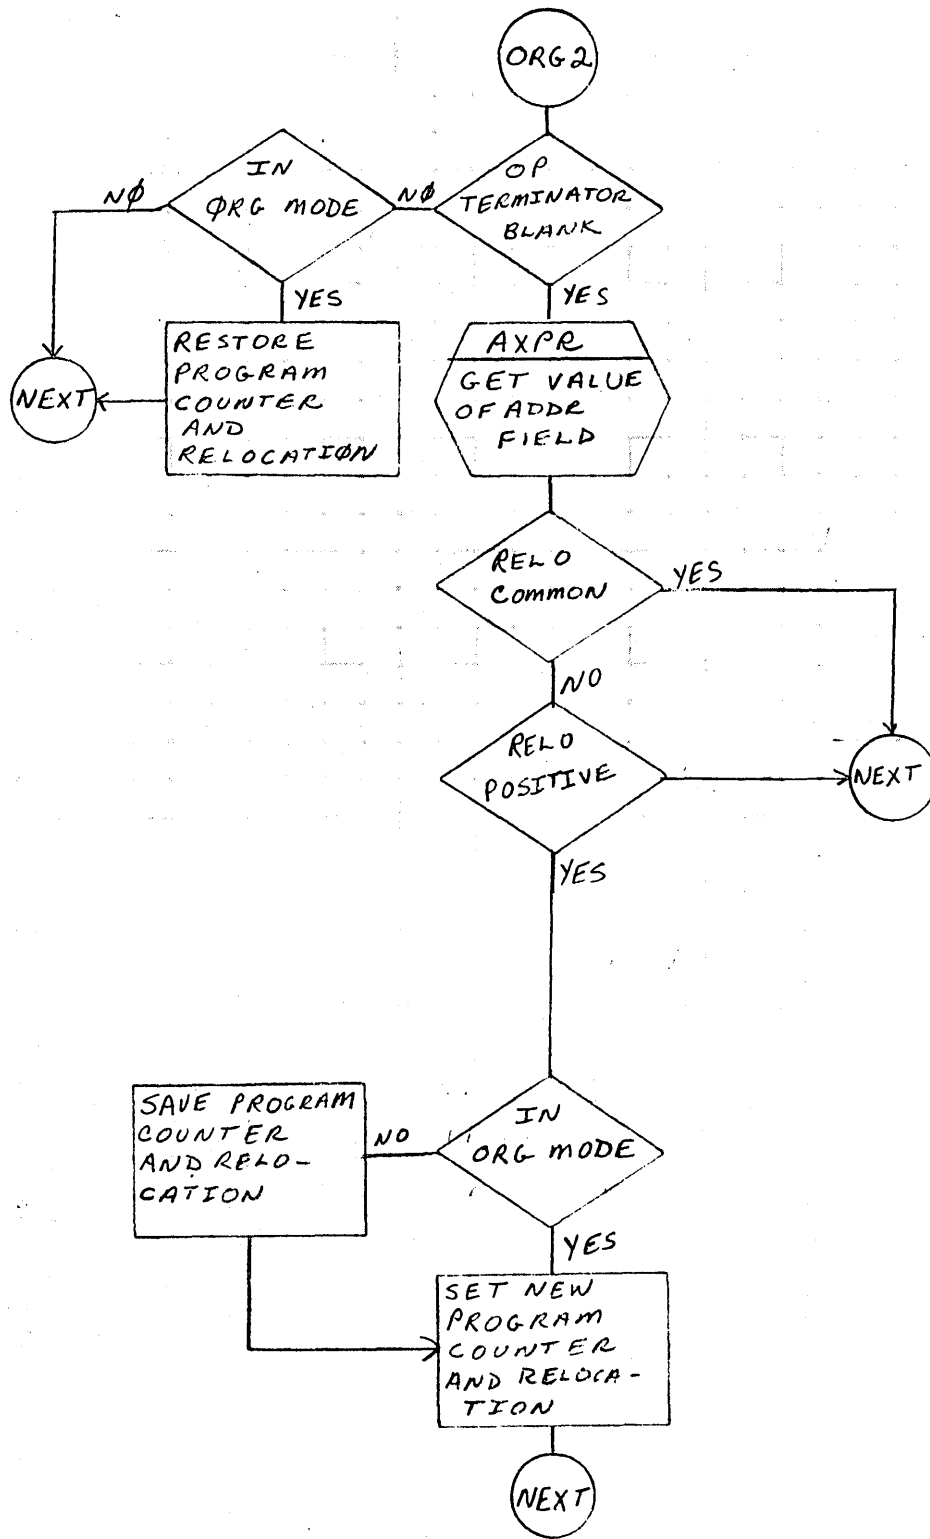 ORG2
OP
TERMINATOR
BLANK
NØ
IN
ØRG MODE
NØ
YES
RESTORE
PROGRAM
COUNTER
AND
RELOCATIØN
NEXT
YES
AXPR
GET VALUE
OF ADDR
FIELD
RELO
COMMON
YES
NO
RELO
POSITIVE
NEXT
YES
IN
ORG MODE
NO
SAVE PROGRAM
COUNTER
AND RELO-
CATION
YES
SET NEW
PROGRAM
COUNTER
AND RELOCA-
TION
NEXT